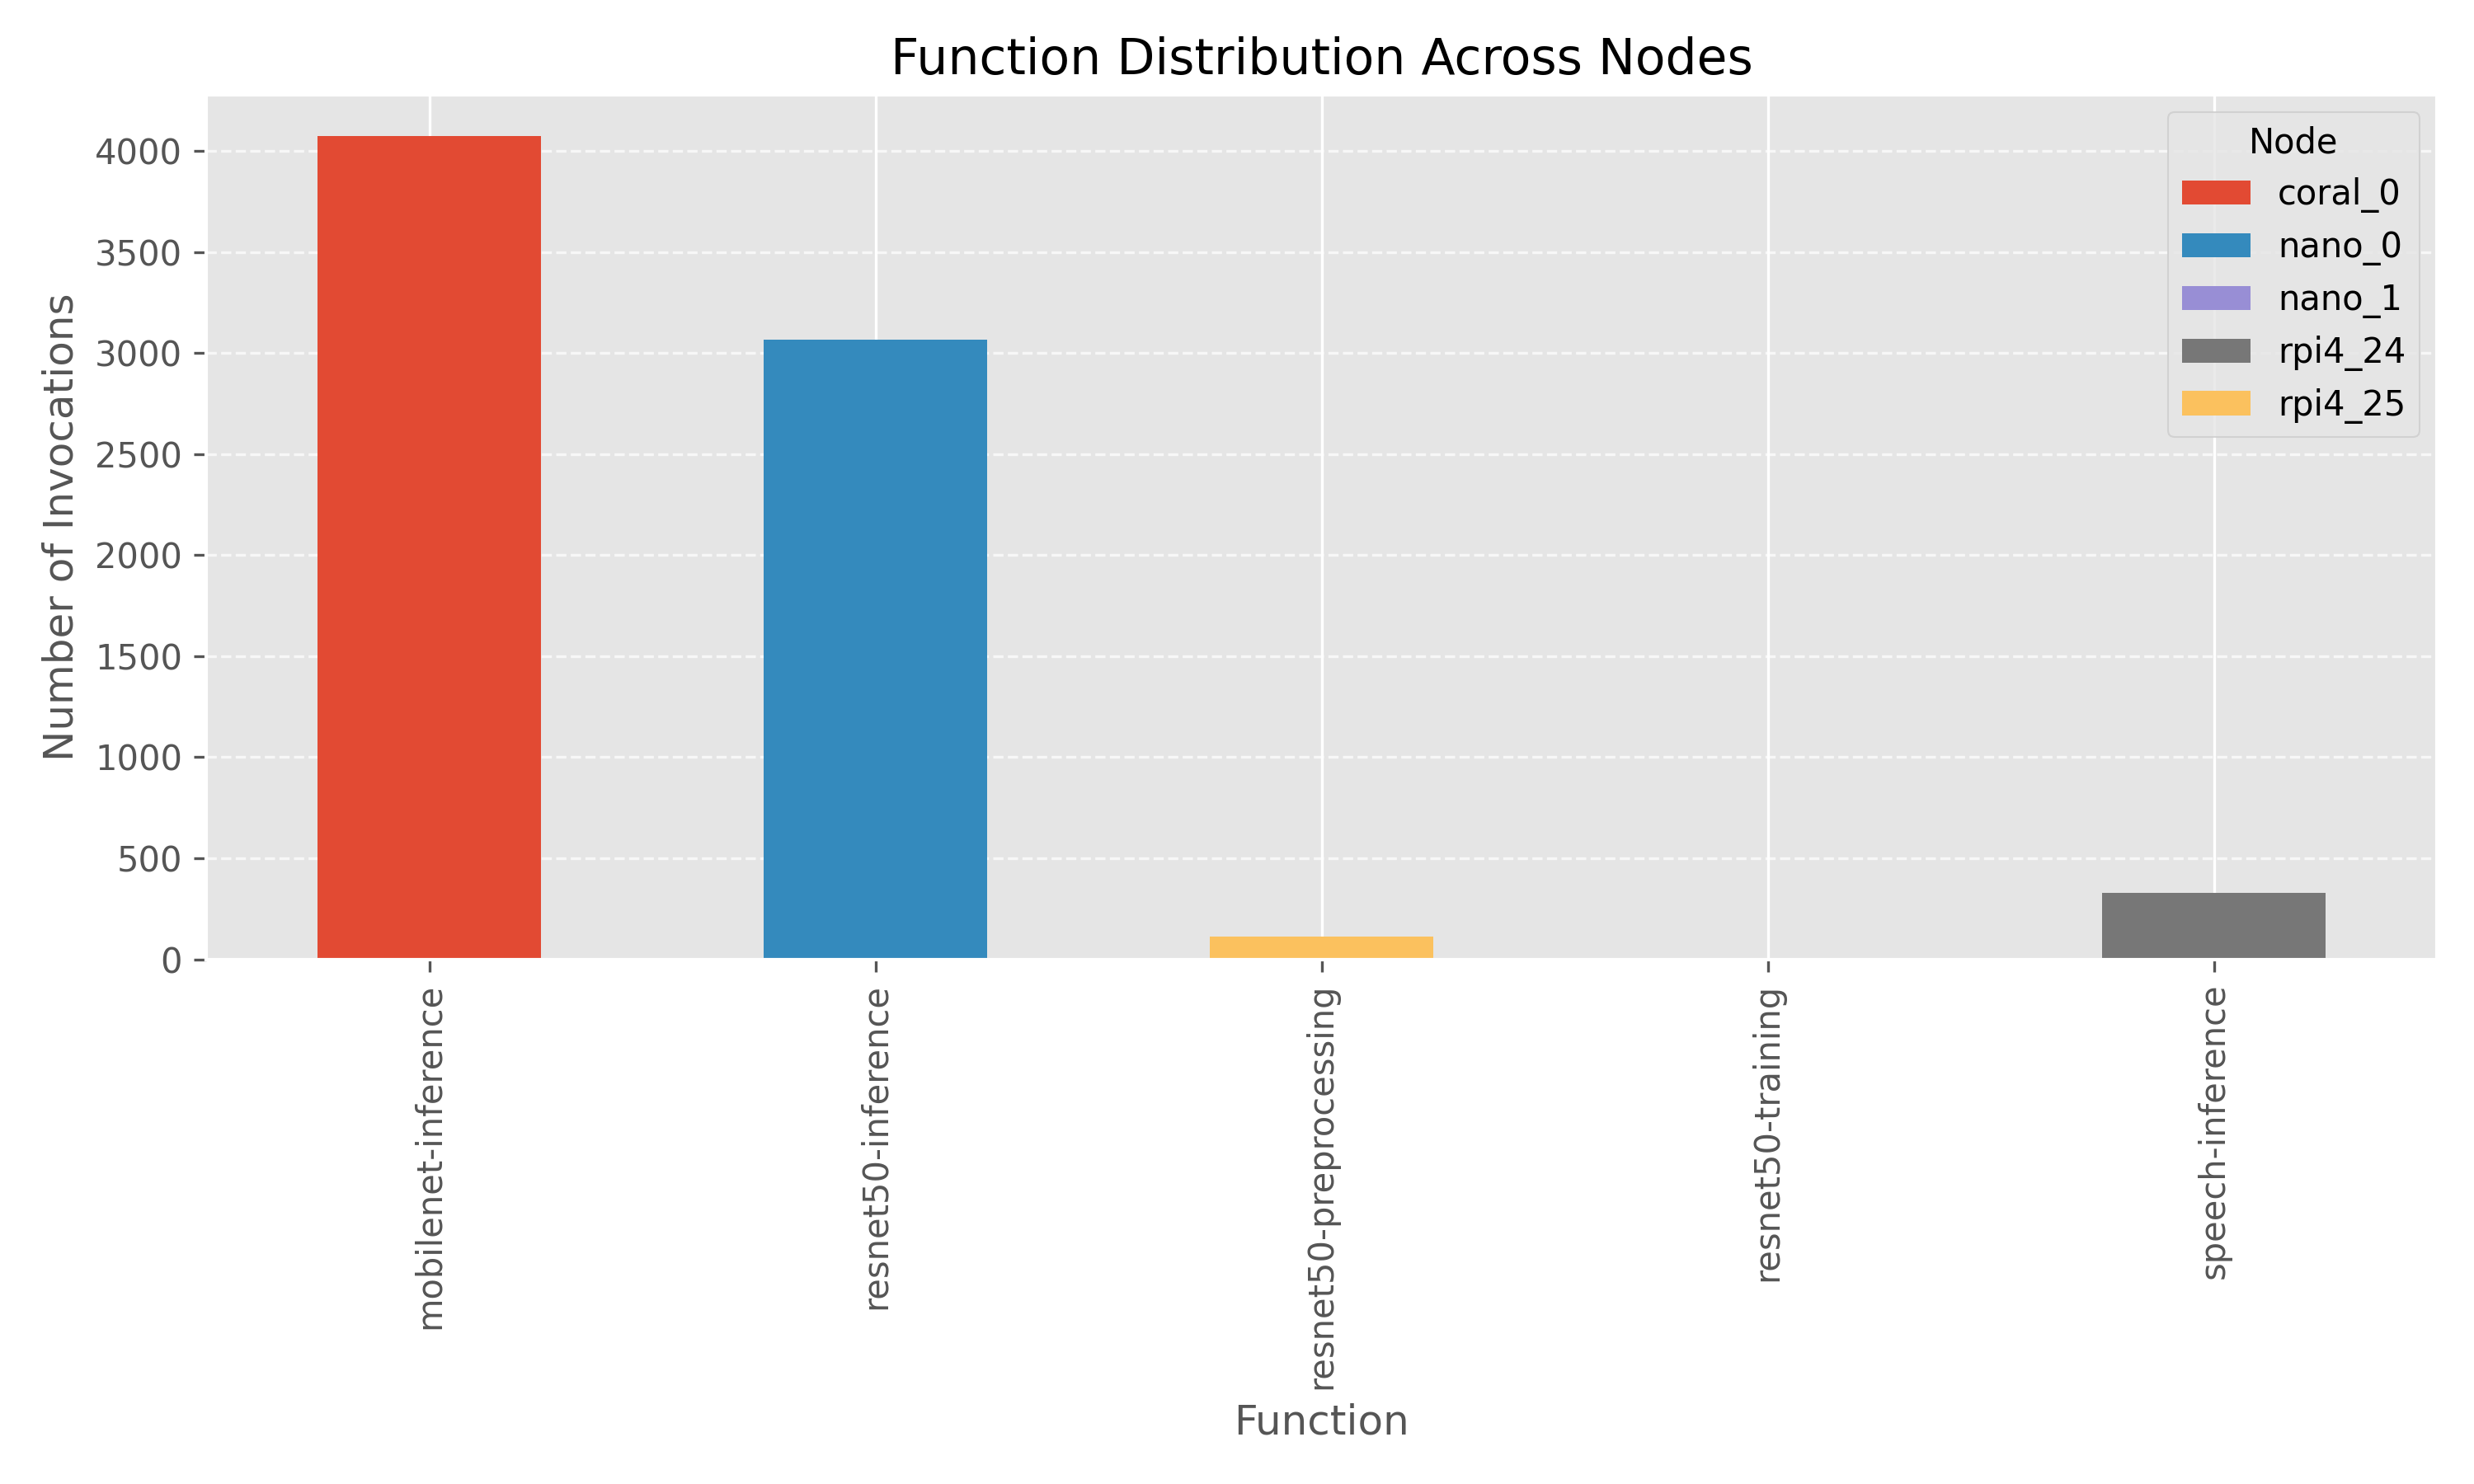 Function Distribution Across Nodes
Number of Invocations
4000
3500
3000
2500
2000
1500
1000
500
0
Node
coral_0
nano_0
nano_1
rpi4_24
rpi4_25
mobilenet-inference
resnet50-inference
resnet50-preprocessing
resnet50-training
speech-inference
Function